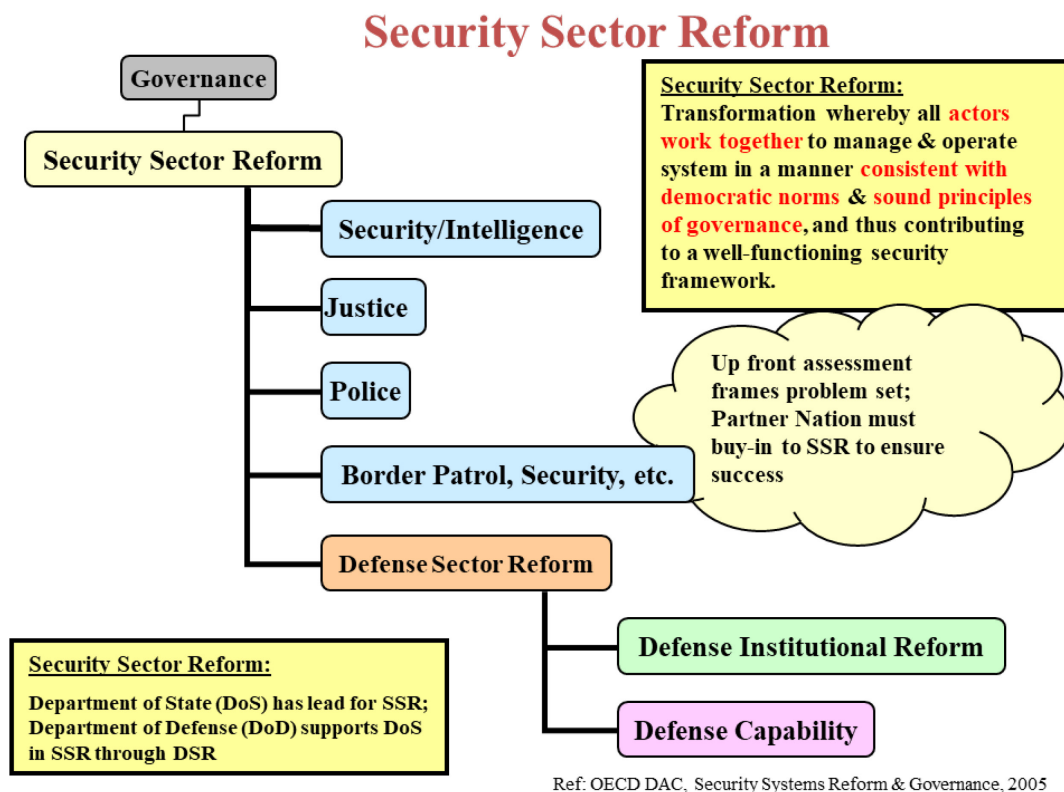 Security Sector Reform
Governance
Security Sector Reform
Security/Intelligence
Justice
Police
Border Patrol, Security, etc.
Defense Sector Reform
Defense Institutional Reform
Defense Capability
Security Sector Reform:
Transformation whereby all actors
work together to manage & operate
system in a manner consistent with
democratic norms & sound principles
of governance, and thus contributing
to a well-functioning security
framework.
Up front assessment
frames problem set;
Partner Nation must
buy-in to SSR to ensure
success
Security Sector Reform:
Department of State (DoS) has lead for SSR;
Department of Defense (DoD) supports DoS
in SSR through DSR
Ref: OECD DAC, Security Systems Reform & Governance, 2005